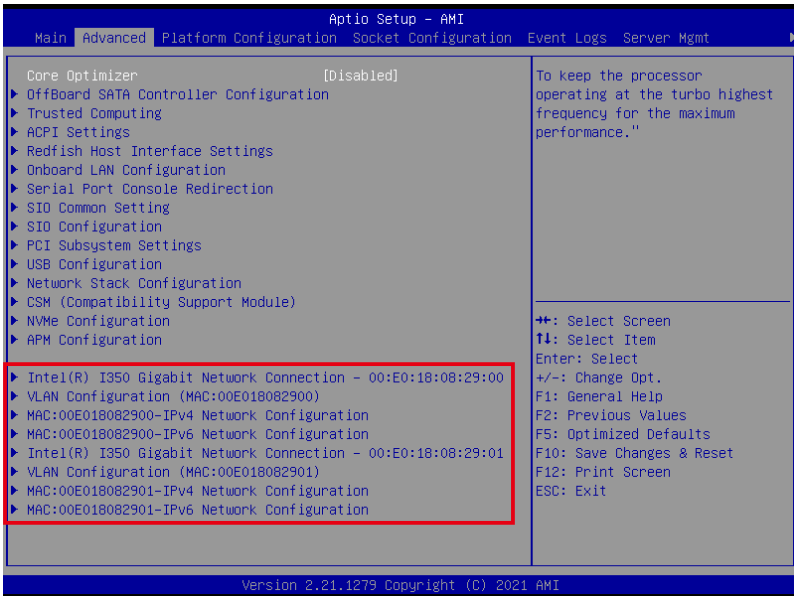 Aptio Setup – AMI
Main Advanced Platform Configuration Socket Configuration Event Logs Server Mgmt
Core Optimizer [Disabled]
OffBoard SATA Controller Configuration
Trusted Computing
ACPI Settings
Redfish Host Interface Settings
Onboard LAN Configuration
Serial Port Console Redirection
SIO Common Setting
SIO Configuration
PCI Subsystem Settings
USB Configuration
Network Stack Configuration
CSM (Compatibility Support Module)
NVMe Configuration
APM Configuration
Intel(R) I350 Gigabit Network Connection – 00:E0:18:08:29:00
VLAN Configuration (MAC:00E018082900)
MAC:00E018082900-IPv4 Network Configuration
MAC:00E018082900-IPv6 Network Configuration
Intel(R) I350 Gigabit Network Connection – 00:E0:18:08:29:01
VLAN Configuration (MAC:00E018082901)
MAC:00E018082901-IPv4 Network Configuration
MAC:00E018082901-IPv6 Network Configuration
To keep the processor
operating at the turbo highest
frequency for the maximum
performance."
→←: Select Screen
↑↓: Select Item
Enter: Select
+/-: Change Opt.
F1: General Help
F2: Previous Values
F5: Optimized Defaults
F10: Save Changes & Reset
F12: Print Screen
ESC: Exit
Version 2.21.1279 Copyright (C) 2021 AMI